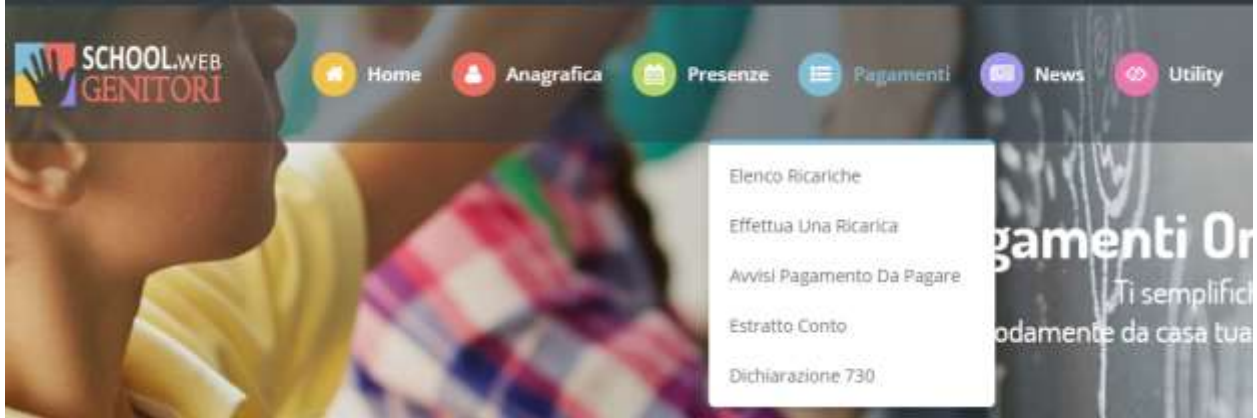 SCHOOL.WEB
GENITORI
Home
Anagrafica
Presenze
Pagamenti
News
Utility
Elenco Ricariche
Effettua Una Ricarica
Avvisi Pagamento Da Pagare
Estratto Conto
Dichiarazione 730
gamenti On
Ti semplific
odamente da casa tua